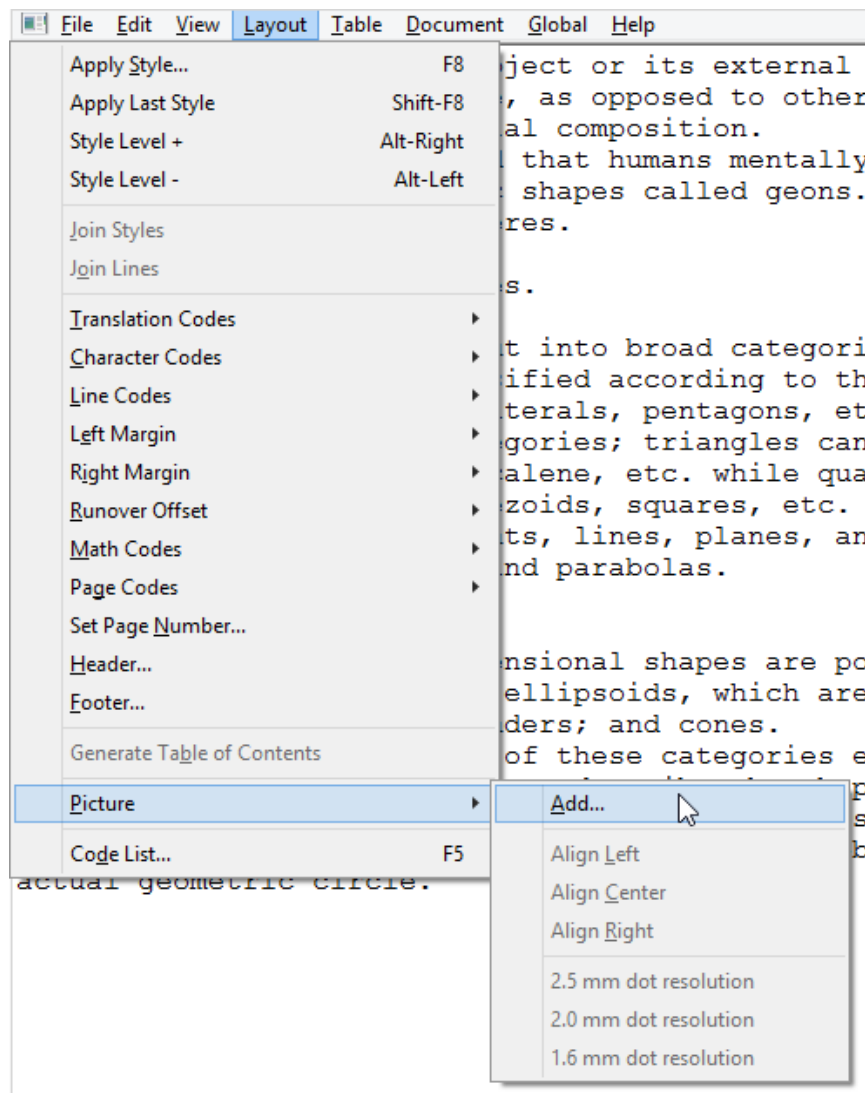 File Edit View Layout Table Document Global Help
Apply Style... F8
Apply Last Style Shift-F8
Style Level + Alt-Right
Style Level - Alt-Left
Join Styles
Join Lines
Translation Codes
Character Codes
Line Codes
Left Margin
Right Margin
Runover Offset
Math Codes
Page Codes
Set Page Number...
Header...
Footer...
Generate Table of Contents
Picture
Code List... F5
Add...
Align Left
Align Center
Align Right
2.5 mm dot resolution
2.0 mm dot resolution
1.6 mm dot resolution
ject or its external
, as opposed to other
al composition.
that humans mentally
shapes called geons.
res.
s.
t into broad categori
ified according to th
terals, pentagons, et
gories; triangles can
alene, etc. while qua
zoids, squares, etc.
ts, lines, planes, an
nd parabolas.
nsional shapes are po
ellipsoids, which are
ders; and cones.
of these categories e
actual geometric circle.